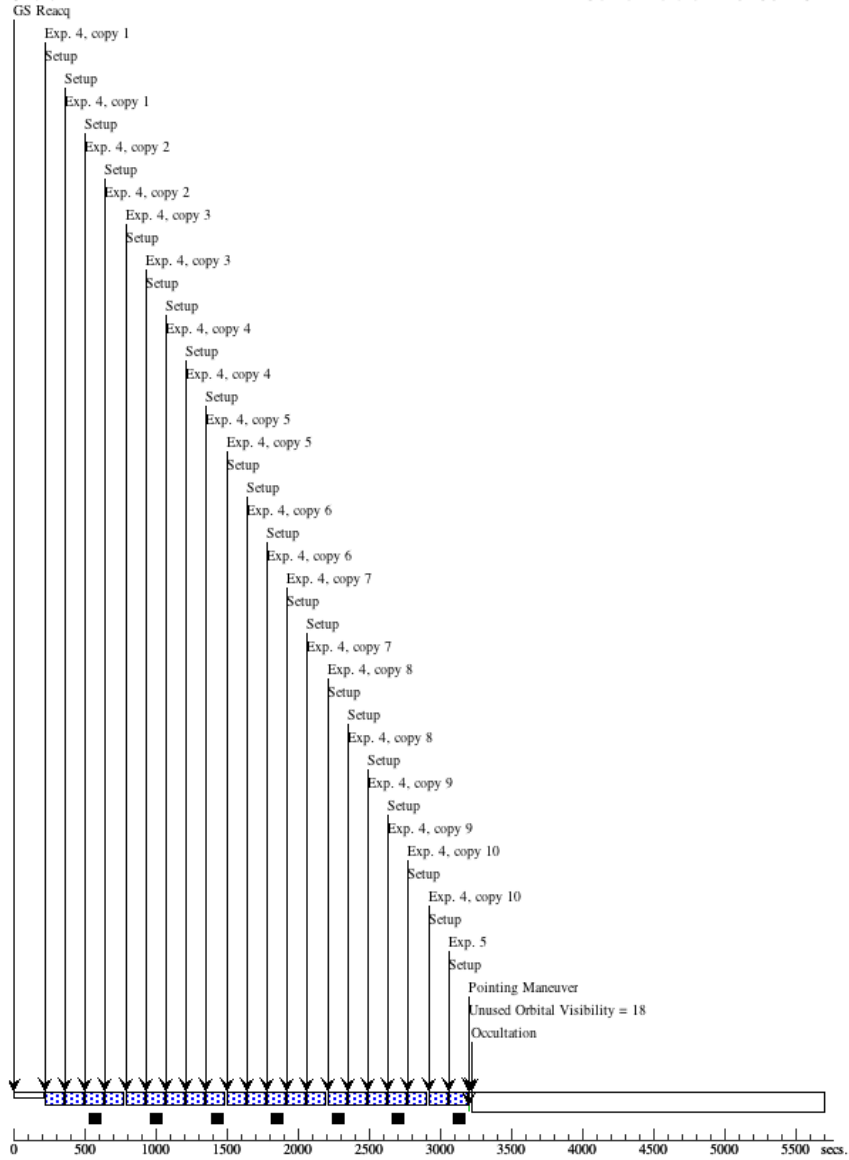 GS Reacq
Exp. 4, copy 1
Setup
Setup
Exp. 4, copy 1
Setup
Exp. 4, copy 2
Setup
Exp. 4, copy 2
Exp. 4, copy 3
Setup
Exp. 4, copy 3
Setup
Setup
Exp. 4, copy 4
Setup
Exp. 4, copy 4
Setup
Exp. 4, copy 5
Exp. 4, copy 5
Setup
Setup
Exp. 4, copy 6
Setup
Exp. 4, copy 6
Exp. 4, copy 7
Setup
Setup
Exp. 4, copy 7
Exp. 4, copy 8
Setup
Setup
Exp. 4, copy 8
Setup
Exp. 4, copy 9
Setup
Exp. 4, copy 9
Exp. 4, copy 10
Setup
Exp. 4, copy 10
Setup
Exp. 5
Setup
Pointing Maneuver
Unused Orbital Visibility = 18
Occultation
0 500 1000 1500 2000 2500 3000 3500 4000 4500 5000 5500 secs.